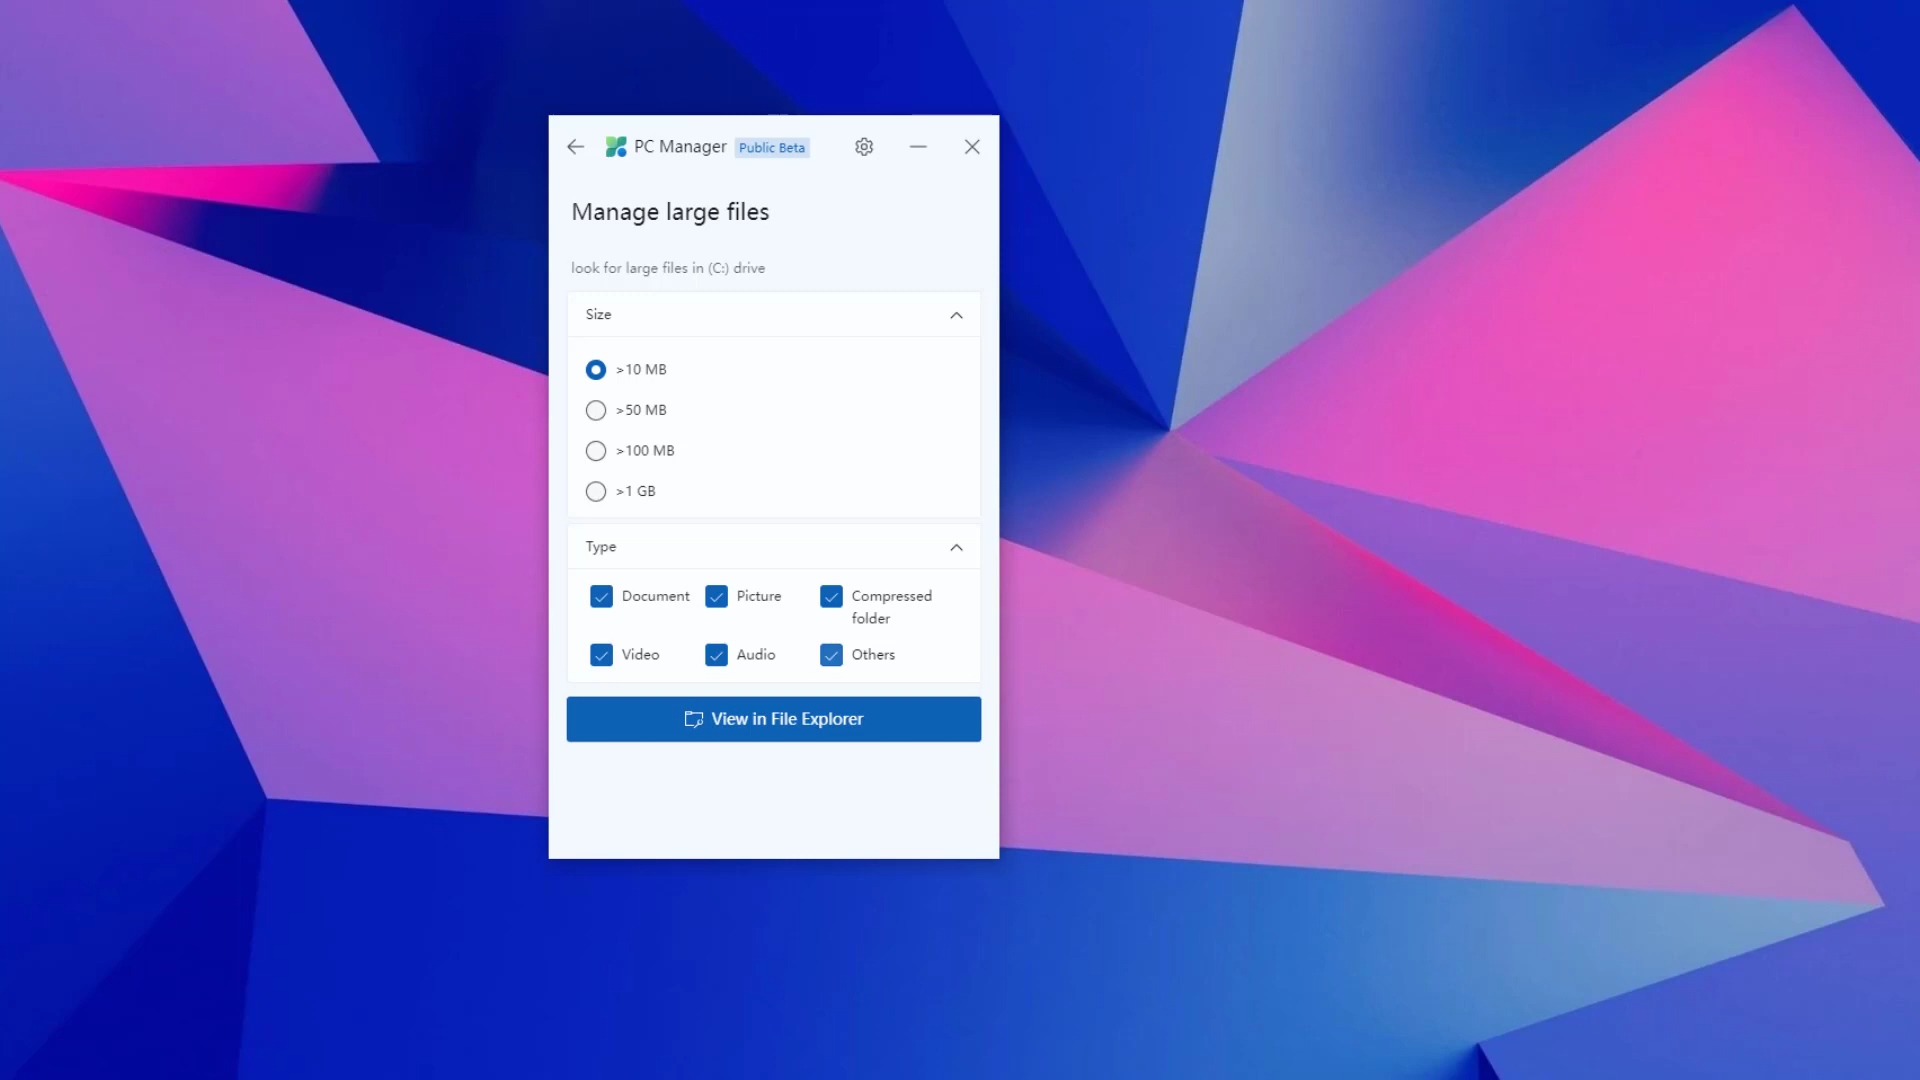 PC Manager Public Beta
Manage large files
look for large files in (C:) drive
Size
>10 MB
>50 MB
>100 MB
>1 GB
Type
Document Picture Compressed folder
Video Audio Others
View in File Explorer